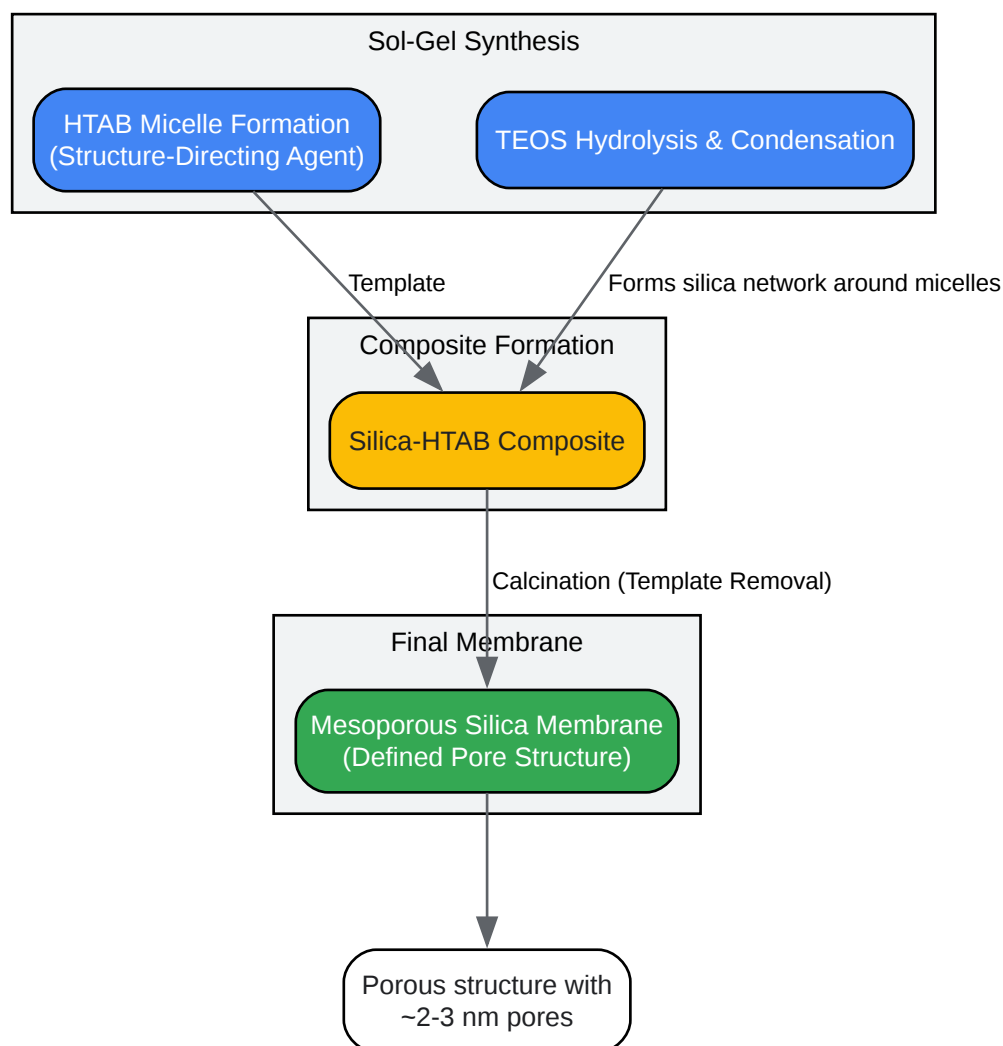 Sol-Gel Synthesis
HTAB Micelle Formation
(Structure-Directing Agent)
TEOS Hydrolysis & Condensation
Template
Forms silica network around micelles
Composite Formation
Silica-HTAB Composite
Calcination (Template Removal)
Final Membrane
Mesoporous Silica Membrane
(Defined Pore Structure)
Porous structure with
~2-3 nm pores